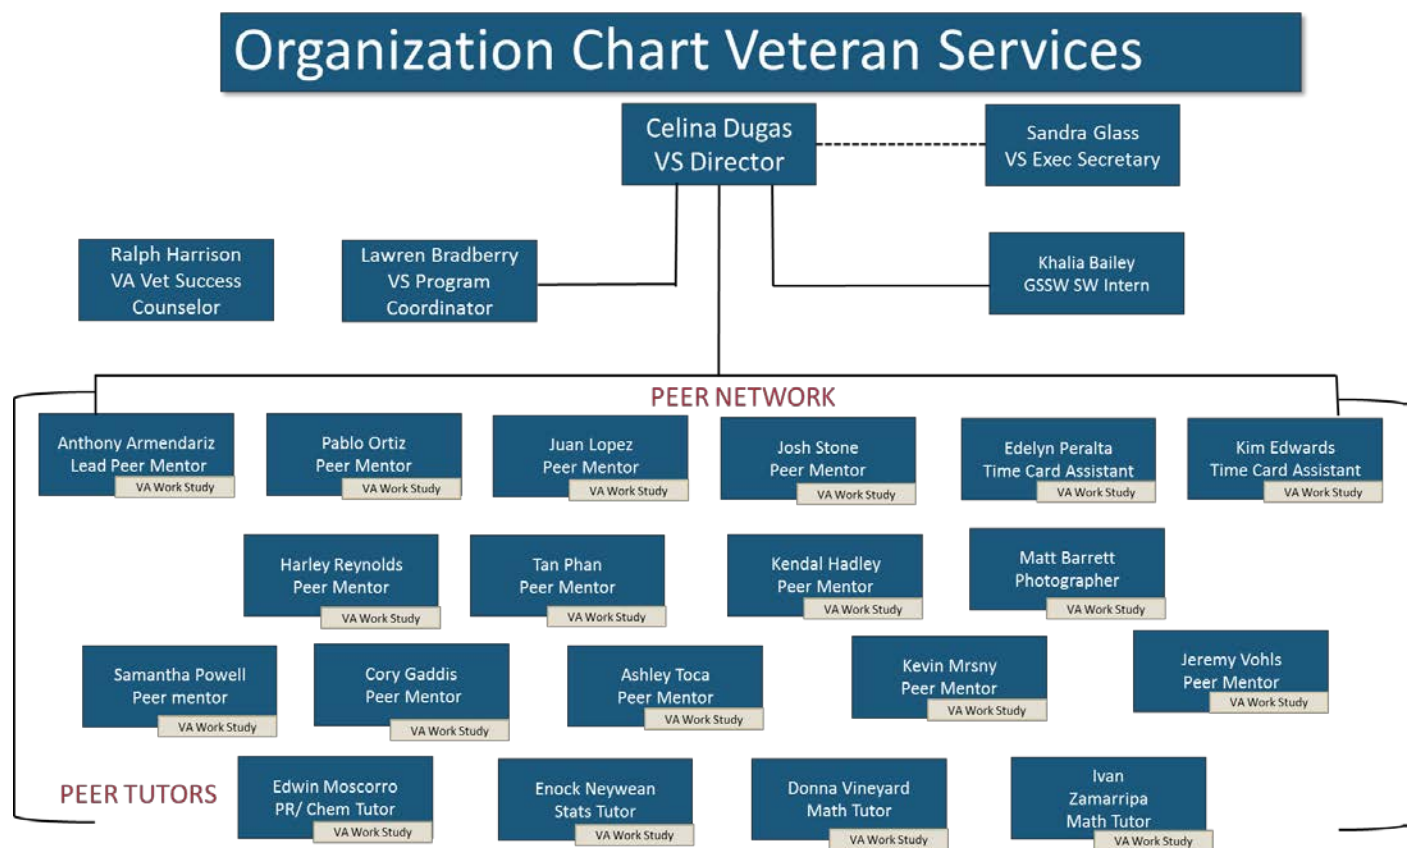 Organization Chart Veteran Services
Celina Dugas
VS Director
Sandra Glass
VS Exec Secretary
Ralph Harrison
VA Vet Success
Counselor
Lawren Bradberry
VS Program
Coordinator
Khalia Bailey
GSSW SW Intern
PEER NETWORK
Anthony Armendariz
Lead Peer Mentor
VA Work Study
Pablo Ortiz
Peer Mentor
VA Work Study
Juan Lopez
Peer Mentor
VA Work Study
Josh Stone
Peer Mentor
VA Work Study
Edelyn Peralta
Time Card Assistant
VA Work Study
Kim Edwards
Time Card Assistant
VA Work Study
Harley Reynolds
Peer Mentor
VA Work Study
Tan Phan
Peer Mentor
VA Work Study
Kendal Hadley
Peer Mentor
VA Work Study
Matt Barrett
Photographer
VA Work Study
Samantha Powell
Peer mentor
VA Work Study
Cory Gaddis
Peer Mentor
VA Work Study
Ashley Toca
Peer Mentor
VA Work Study
Kevin Mrsny
Peer Mentor
VA Work Study
Jeremy Vohls
Peer Mentor
VA Work Study
PEER TUTORS
Edwin Moscorro
PR/ Chem Tutor
VA Work Study
Enock Neywean
Stats Tutor
VA Work Study
Donna Vineyard
Math Tutor
VA Work Study
Ivan
Zamarripa
Math Tutor
VA Work Study